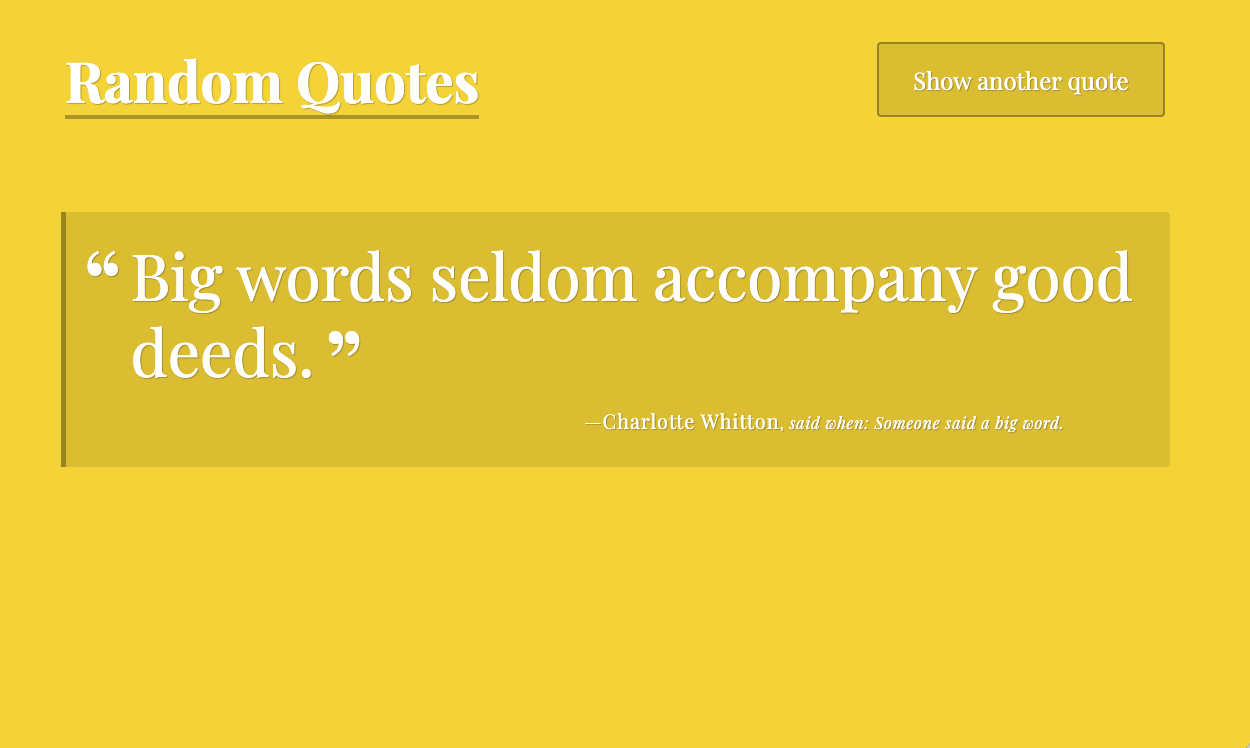 Random Quotes
Show another quote
“ Big words seldom accompany good
deeds. ”
—Charlotte Whitton, said when: Someone said a big word.